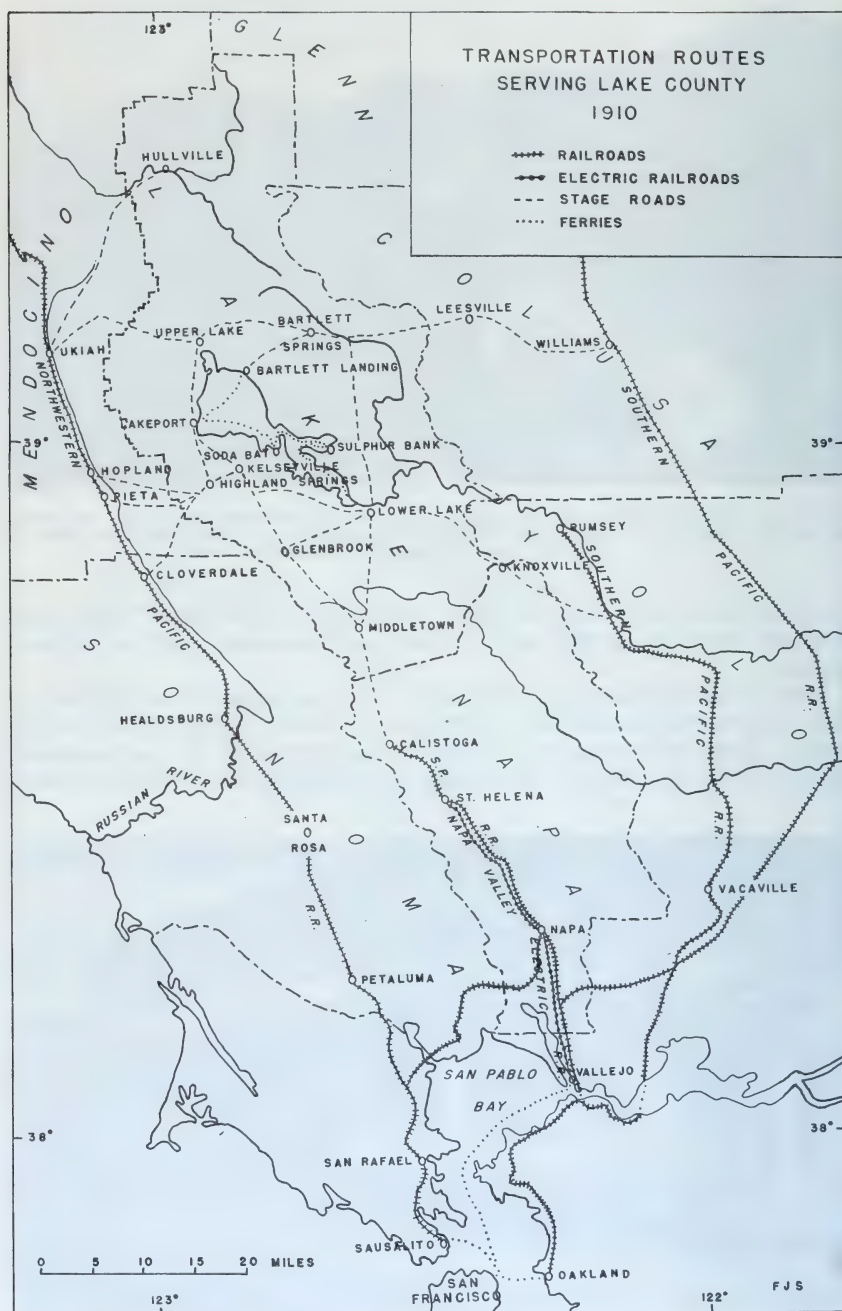 123°
GLENN
TRANSPORTATION ROUTES
SERVING LAKE COUNTY
1910
RAILROADS
ELECTRIC RAILROADS
STAGE ROADS
FERRIES
HULLVILLE
MENDOCINO
LAKE
COLUSA
UKIAH
NORTHWESTERN
UPPER LAKE
BARTLETT
SPRINGS
LEESVILLE
WILLIAMS
BARTLETT LANDING
SOUTHERN
LAKEPORT
39°
39°
SODA BAY
SULPHUR BANK
KELSEYVILLE
HOPLAND
HIGHLAND SPRINGS
PIETA
LOWER LAKE
RUMSEY
YOLO
GLENBROOK
SOUTHERN
KNOXVILLE
CLOVERDALE
PACIFIC
PACIFIC
MIDDLETOWN
SONOMA
NAPA
PACIFIC
R.R.
HEALDSBURG
CALISTOGA
S.P.
RUSSIAN RIVER
ST. HELENA
NAPA
R.R.
VALLEY
R.R.
SANTA
ROSA
VACAVILLE
R.R.
NAPA
ELECTRIC
PETALUMA
R.R.
VALLEJO
SAN PABLO
BAY
38°
38°
SAN RAFAEL
SAUSALITO
0 5 10 15 20 MILES
OAKLAND
SAN
FRANCISCO
FJS
123°
122°